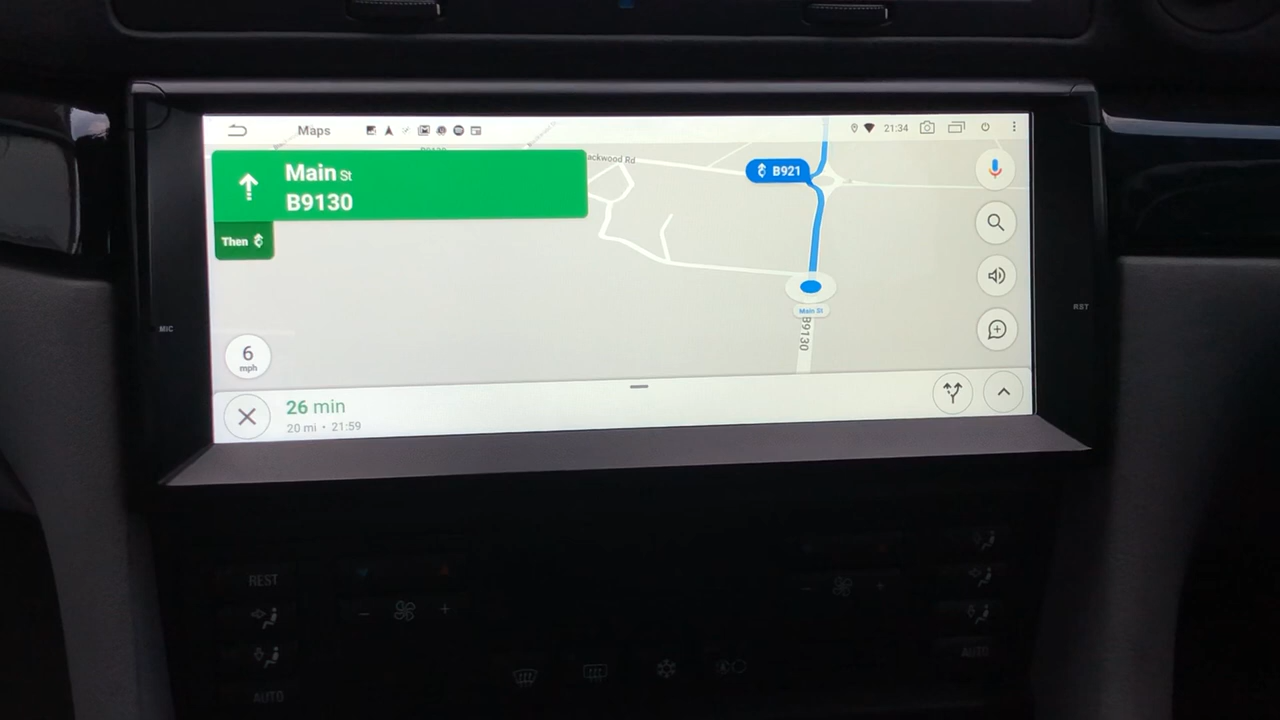 Maps
21:34
Main St
B9130
Then
ackwood Rd
B921
Main St
B9130
6
mph
26 min
20 mi • 21:59
MIC
RST
REST
AUTO
AUTO